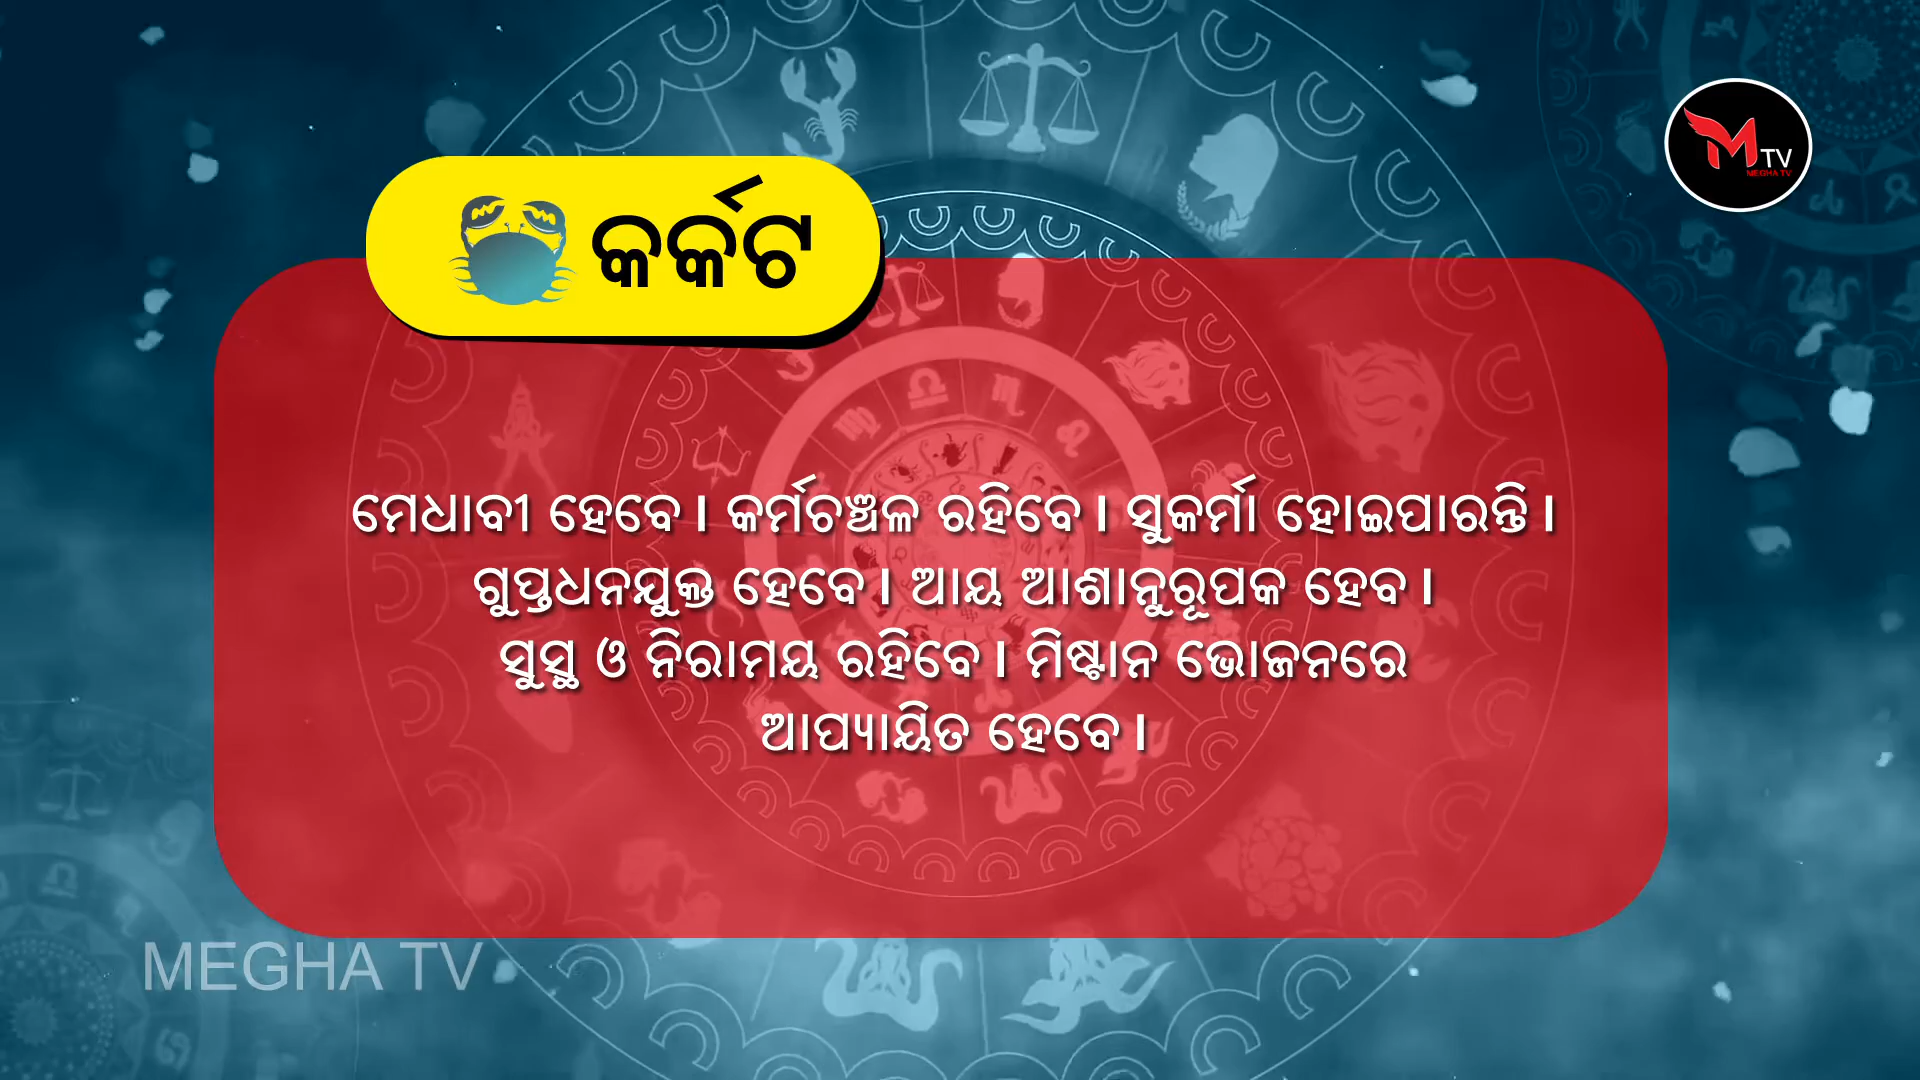 M TV
MEGHA TV
କର୍କଟ
ମେଧାବୀ ହେବେ। କର୍ମଚଞ୍ଚଳ ରହିବେ। ସୁକର୍ମା ହୋଇପାରନ୍ତି।
ଗୁପ୍ତଧନଯୁକ୍ତ ହେବେ। ଆୟ ଆଶାନୁରୂପକ ହେବ।
ସୁସ୍ଥ ଓ ନିରାମୟ ରହିବେ। ମିଷ୍ଟାନ ଭୋଜନରେ
ଆପ୍ୟାୟିତ ହେବେ।
MEGHA TV